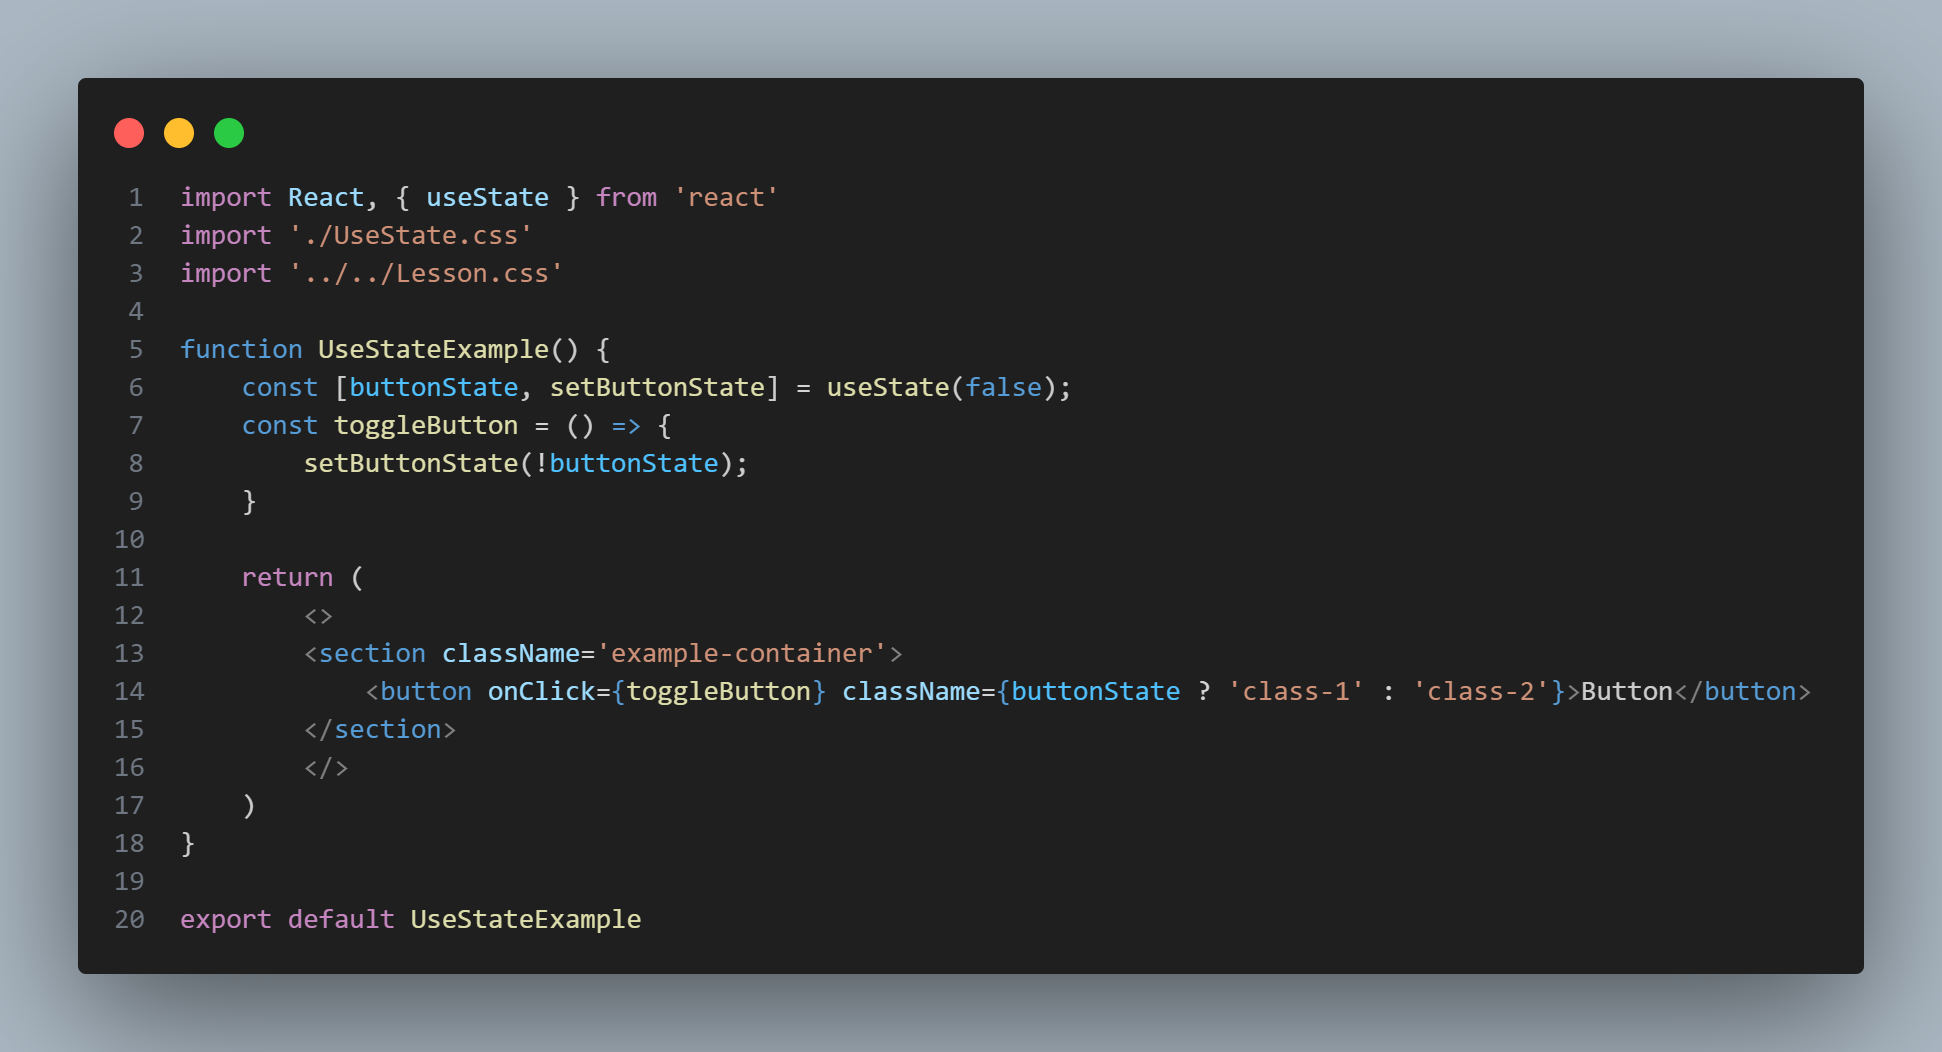 1 import React, { useState } from 'react'
2 import './UseState.css'
3 import '../../Lesson.css'
4
5 function UseStateExample() {
6     const [buttonState, setButtonState] = useState(false);
7     const toggleButton = () => {
8         setButtonState(!buttonState);
9     }
10
11     return (
12         <>
13         <section className='example-container'>
14             <button onClick={toggleButton} className={buttonState ? 'class-1' : 'class-2'}>Button</button>
15         </section>
16         </>
17     )
18 }
19
20 export default UseStateExample